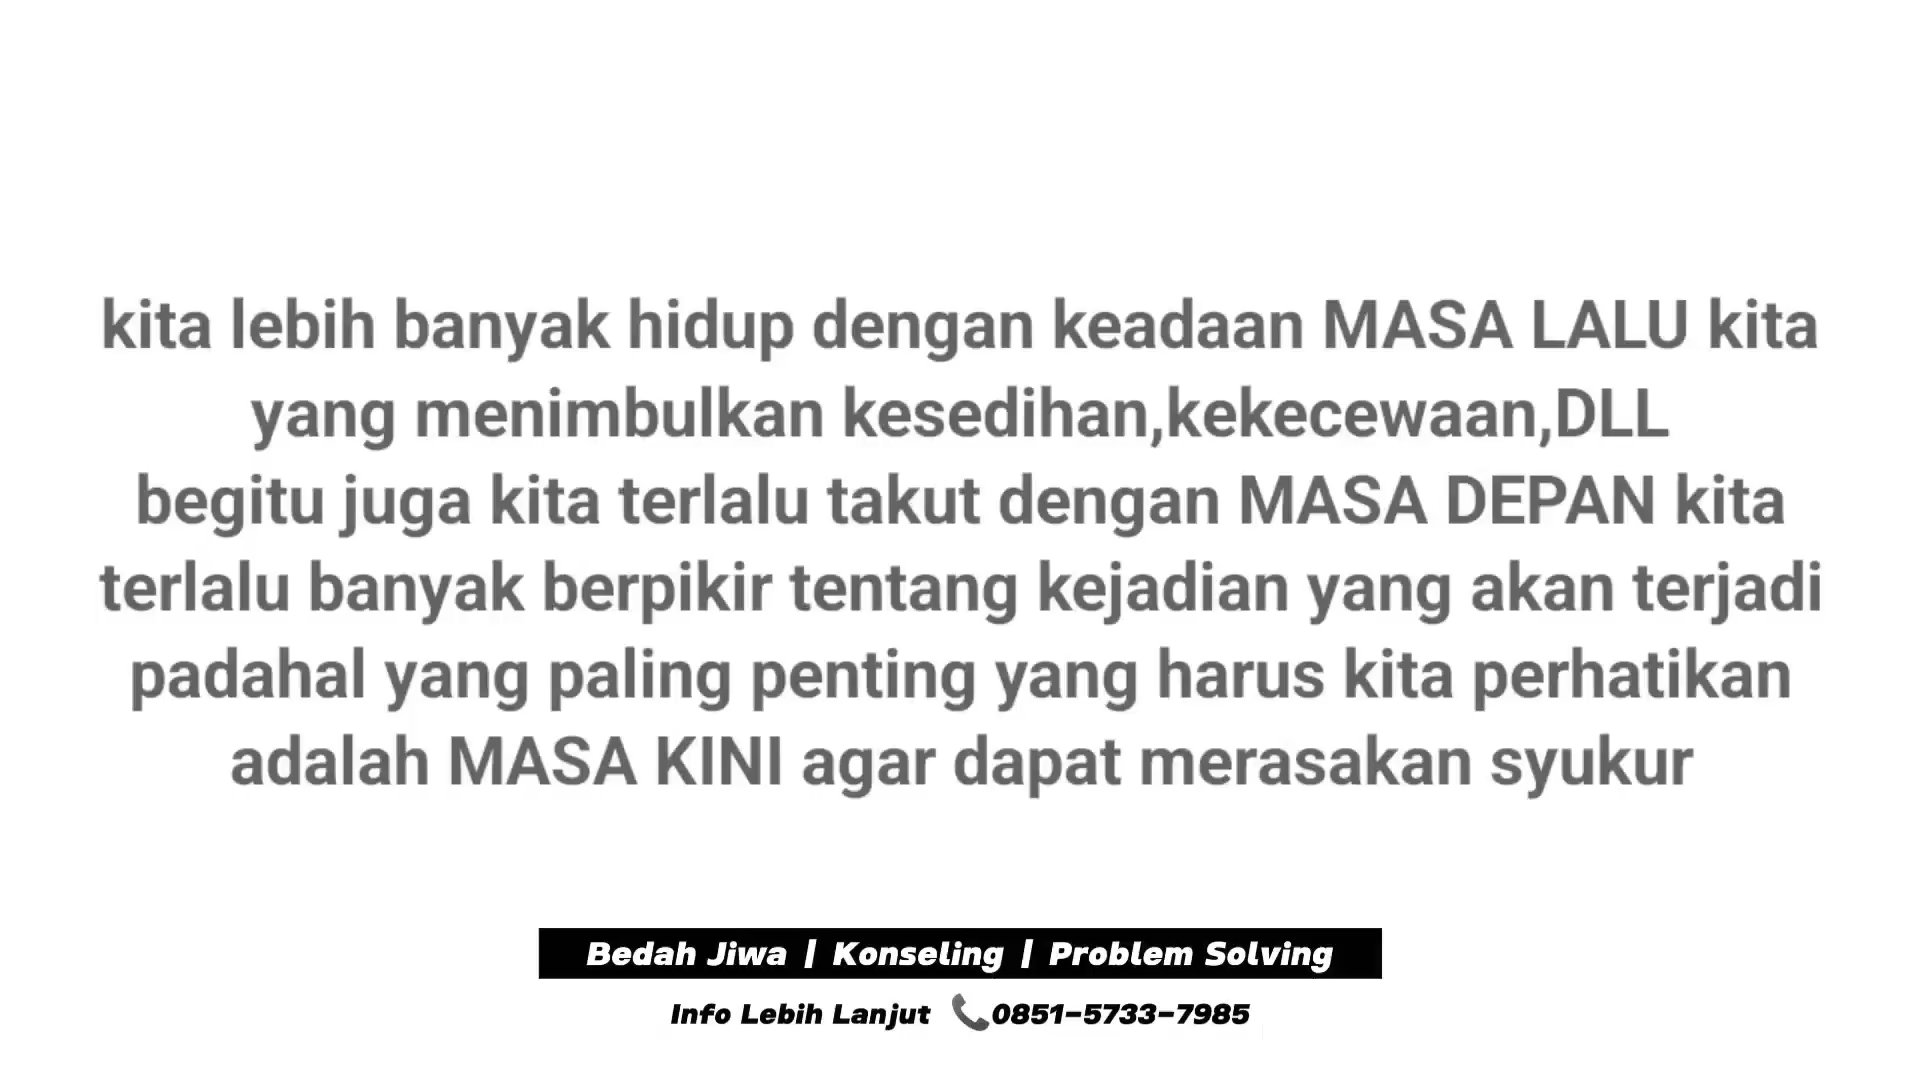 kita lebih banyak hidup dengan keadaan MASA LALU kita
yang menimbulkan kesedihan,kekecewaan,DLL
begitu juga kita terlalu takut dengan MASA DEPAN kita
terlalu banyak berpikir tentang kejadian yang akan terjadi
padahal yang paling penting yang harus kita perhatikan
adalah MASA KINI agar dapat merasakan syukur
Bedah Jiwa | Konseling | Problem Solving
Info Lebih Lanjut 📞0851-5733-7985